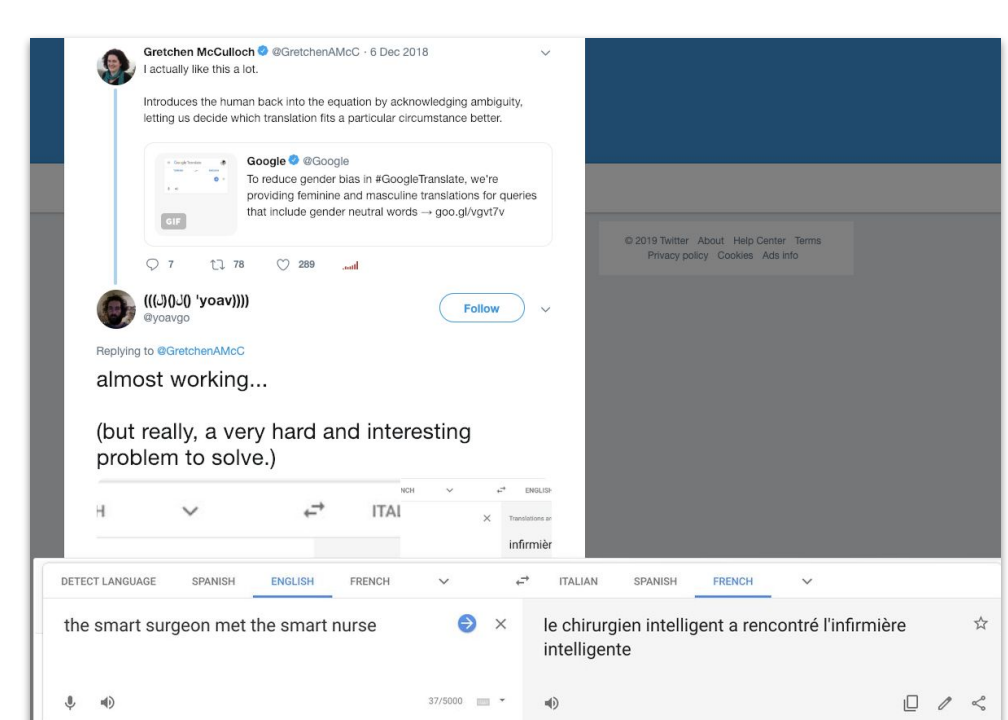 Gretchen McCulloch @GretchenAMcC · 6 Dec 2018
I actually like this a lot.
Introduces the human back into the equation by acknowledging ambiguity,
letting us decide which translation fits a particular circumstance better.
Google @Google
To reduce gender bias in #GoogleTranslate, we're
providing feminine and masculine translations for queries
that include gender neutral words → goo.gl/vgvt7v
GIF
7 78 289
© 2019 Twitter About Help Center Terms
Privacy policy Cookies Ads info
'yoav))))
@yoavgo
Follow
Replying to @GretchenAMcC
almost working...
(but really, a very hard and interesting
problem to solve.)
H ITAL
NCH ENGLISH
Translations ar
infirmièr
DETECT LANGUAGE SPANISH ENGLISH FRENCH ITALIAN SPANISH FRENCH
the smart surgeon met the smart nurse
le chirurgien intelligent a rencontré l'infirmière
intelligente
37/5000